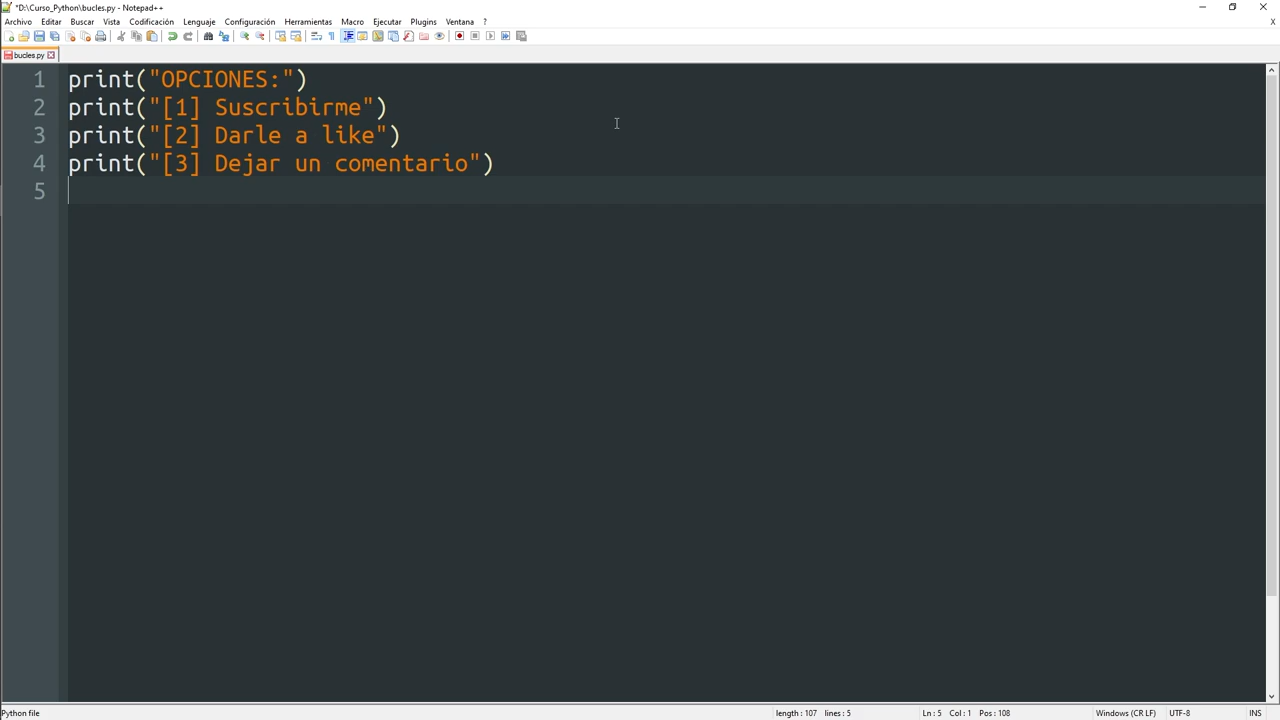 *D:\Curso_Python\bucles.py - Notepad++
Archivo Editar Buscar Vista Codificación Lenguaje Configuración Herramientas Macro Ejecutar Plugins Ventana ? X
bucles.py
1 print("OPCIONES:")
2 print("[1] Suscribirme")
3 print("[2] Darle a like")
4 print("[3] Dejar un comentario")
5
Python file length : 107 lines : 5 Ln : 5 Col : 1 Pos : 108 Windows (CR LF) UTF-8 INS